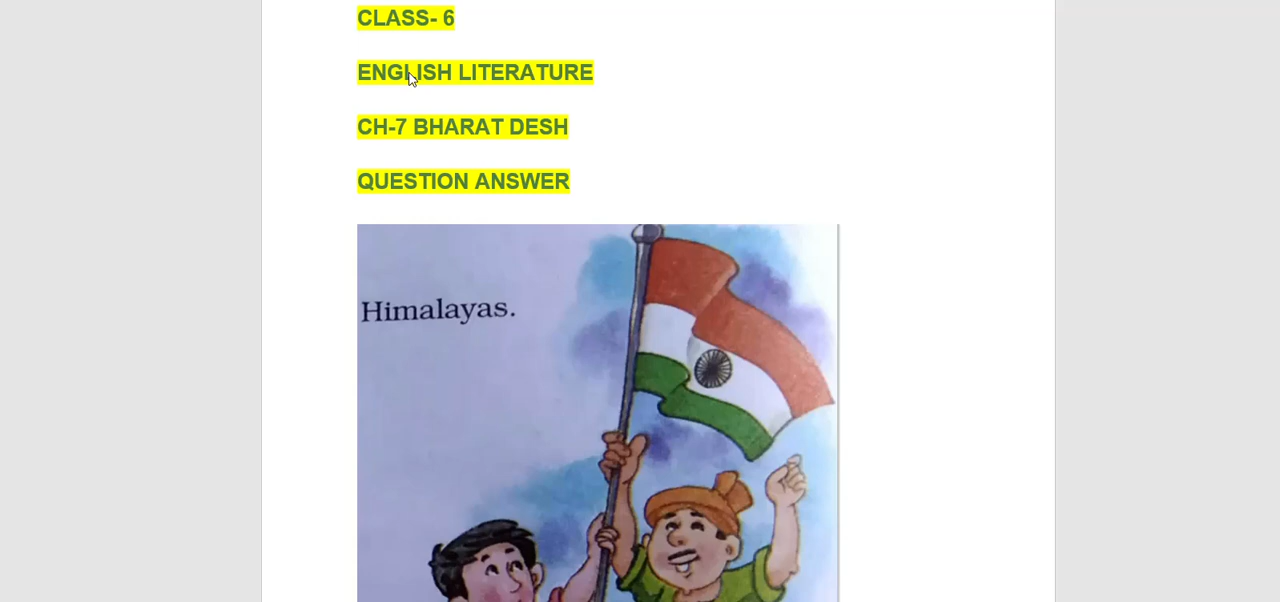 CLASS- 6
ENGLISH LITERATURE
CH-7 BHARAT DESH
QUESTION ANSWER
Himalayas.